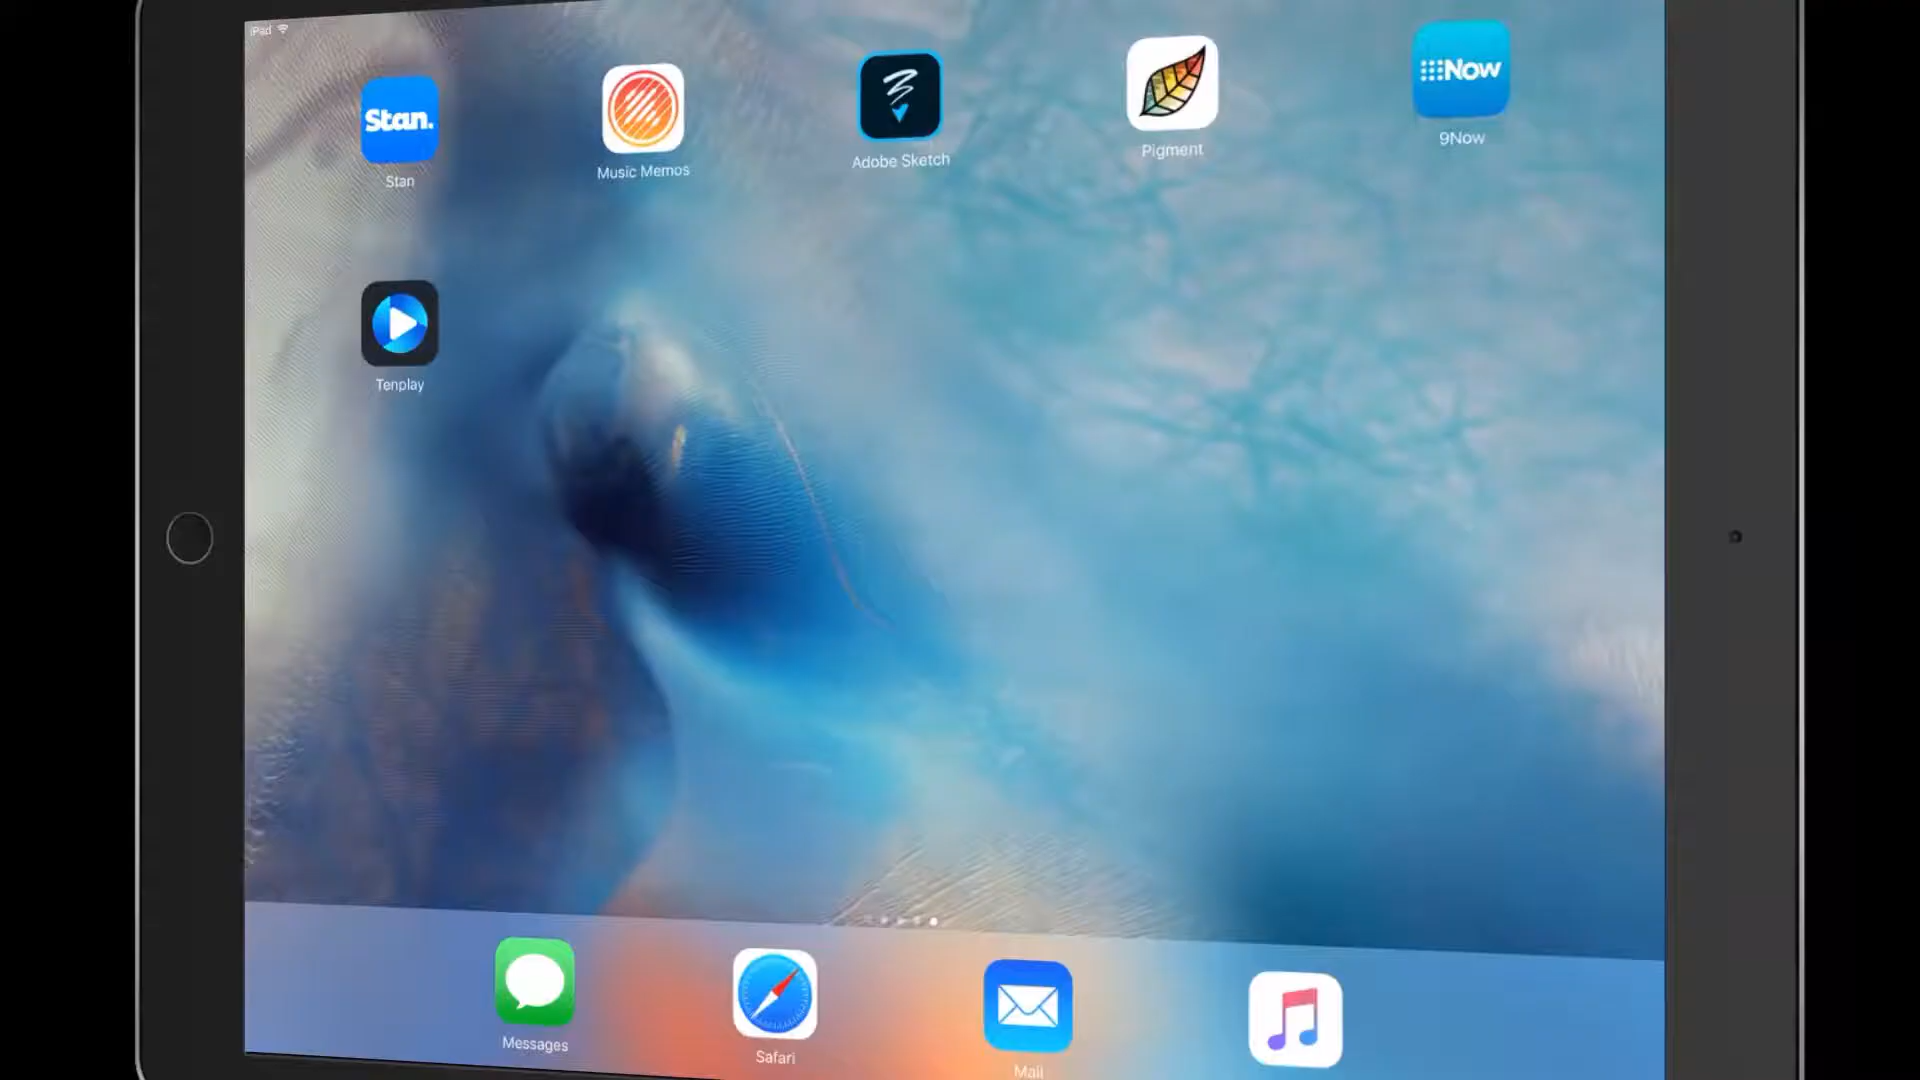 iPad
Stan.
Stan
Music Memos
Adobe Sketch
Pigment
Now
9Now
Tenplay
Messages
Safari
Mail